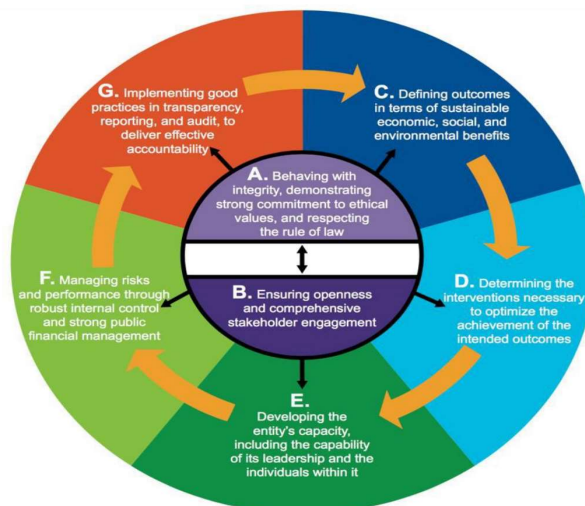 A. Behaving with
integrity, demonstrating
strong commitment to ethical
values, and respecting
the rule of law
B. Ensuring openness
and comprehensive
stakeholder engagement
C. Defining outcomes
in terms of sustainable
economic, social, and
environmental benefits
D. Determining the
interventions necessary
to optimize the
achievement of the
intended outcomes
E.
Developing the
entity's capacity,
including the capability
of its leadership and the
individuals within it
F. Managing risks
and performance through
robust internal control
and strong public
financial management
G. Implementing good
practices in transparency,
reporting, and audit, to
deliver effective
accountability